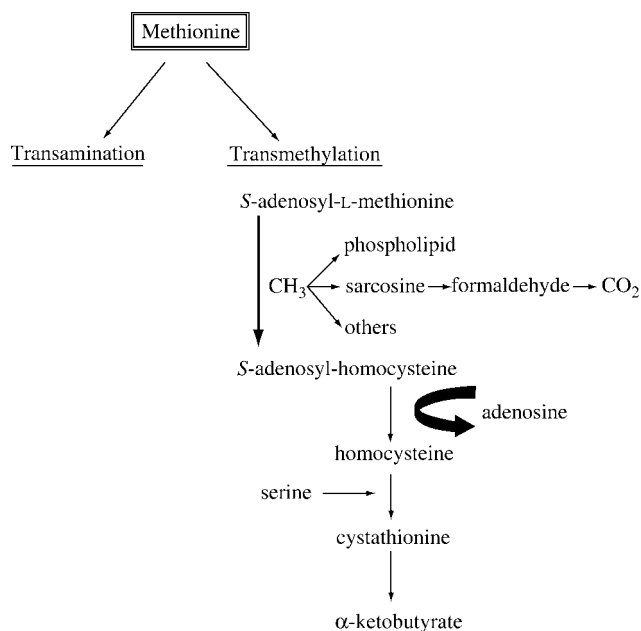 Methionine
Transamination
Transmethylation
S-adenosyl-L-methionine
phospholipid
CH₃
sarcosine
formaldehyde
CO₂
others
S-adenosyl-homocysteine
adenosine
homocysteine
serine
cystathionine
α-ketobutyrate